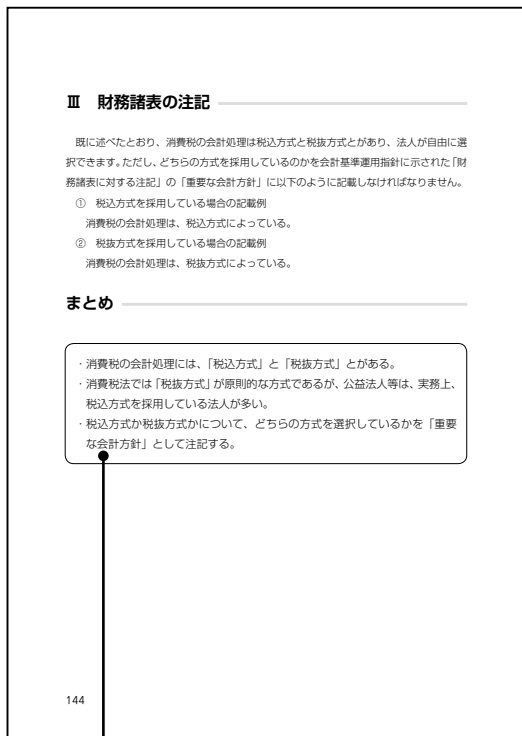 Ⅲ 財務諸表の注記
既に述べたとおり、消費税の会計処理は税込方式と税抜方式とがあり、法人が自由に選
択できます。ただし、どちらの方式を採用しているのかを会計基準運用指針に示された「財
務諸表に対する注記」の「重要な会計方針」に以下のように記載しなければなりません。
① 税込方式を採用している場合の記載例
消費税の会計処理は、税込方式によっている。
② 税抜方式を採用している場合の記載例
消費税の会計処理は、税抜方式によっている。
まとめ
・消費税の会計処理には、「税込方式」と「税抜方式」とがある。
・消費税法では「税抜方式」が原則的な方式であるが、公益法人等は、実務上、
税込方式を採用している法人が多い。
・税込方式か税抜方式かについて、どちらの方式を選択しているかを「重要
な会計方針」として注記する。
144